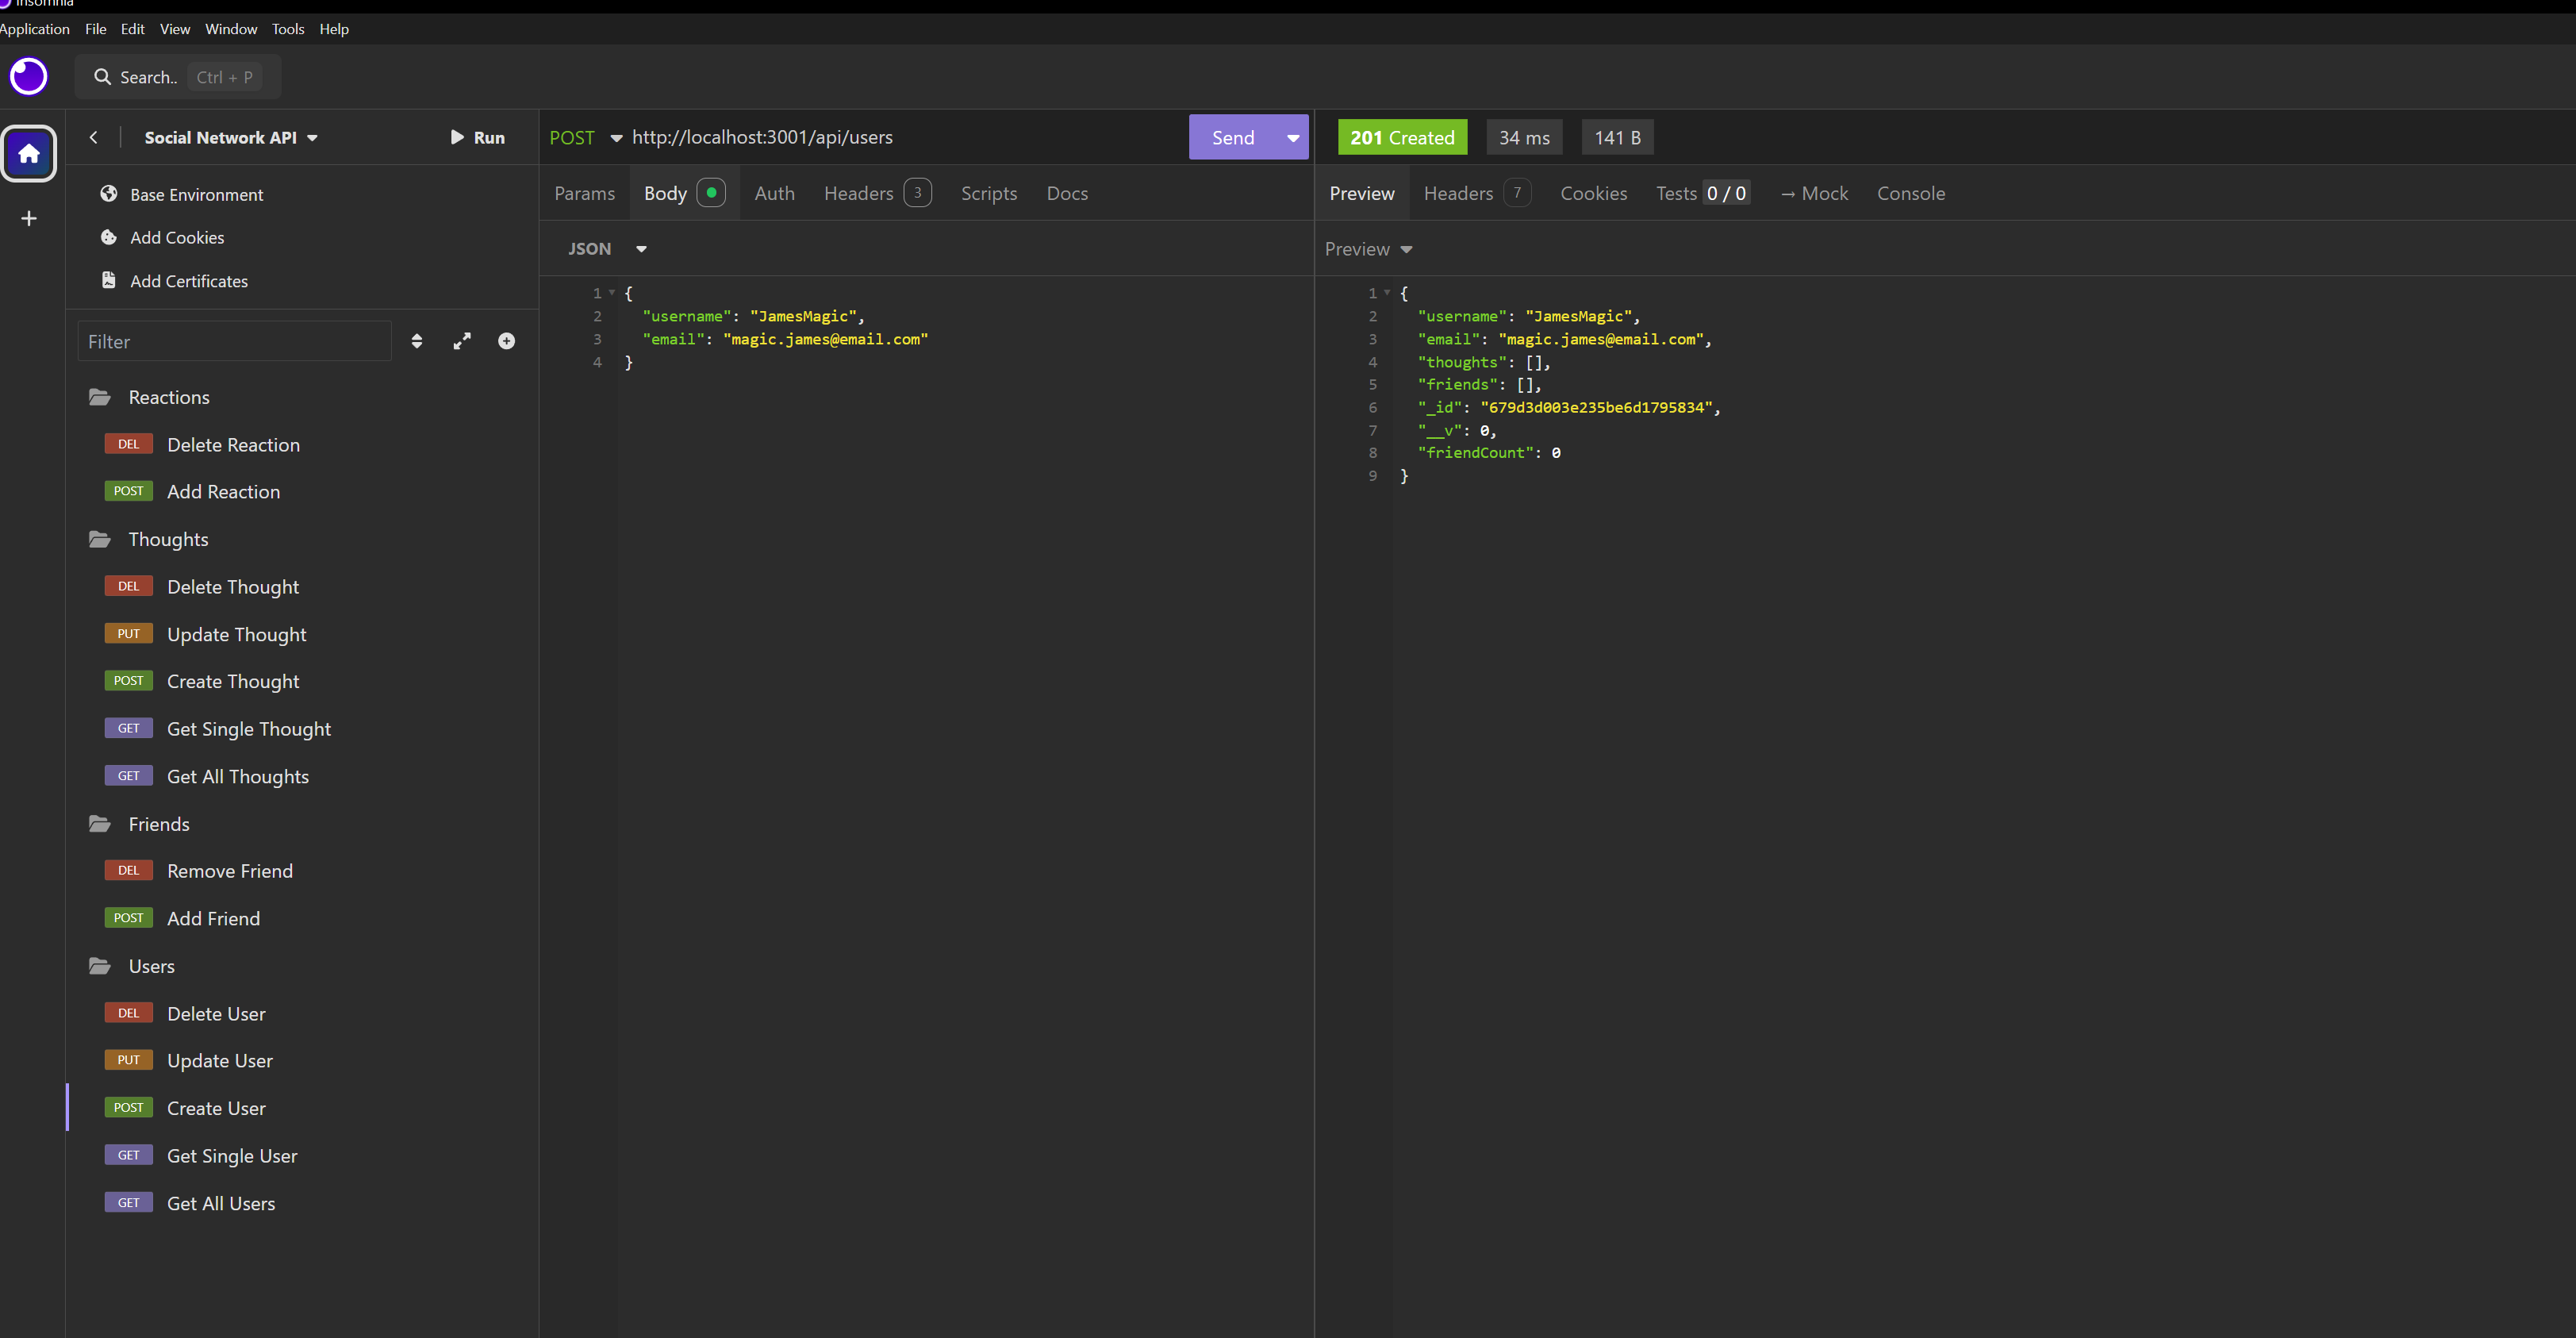 Insomnia
Application File Edit View Window Tools Help
Search.. Ctrl + P
Social Network API Run
Base Environment
Add Cookies
Add Certificates
Filter
Reactions
DEL Delete Reaction
POST Add Reaction
Thoughts
DEL Delete Thought
PUT Update Thought
POST Create Thought
GET Get Single Thought
GET Get All Thoughts
Friends
DEL Remove Friend
POST Add Friend
Users
DEL Delete User
PUT Update User
POST Create User
GET Get Single User
GET Get All Users
POST http://localhost:3001/api/users Send
Params Body Auth Headers 3 Scripts Docs
JSON
1 {
2 "username": "JamesMagic",
3 "email": "magic.james@email.com"
4 }
201 Created 34 ms 141 B
Preview Headers 7 Cookies Tests 0 / 0 → Mock Console
Preview
1 {
2 "username": "JamesMagic",
3 "email": "magic.james@email.com",
4 "thoughts": [],
5 "friends": [],
6 "_id": "679d3d003e235be6d1795834",
7 "__v": 0,
8 "friendCount": 0
9 }